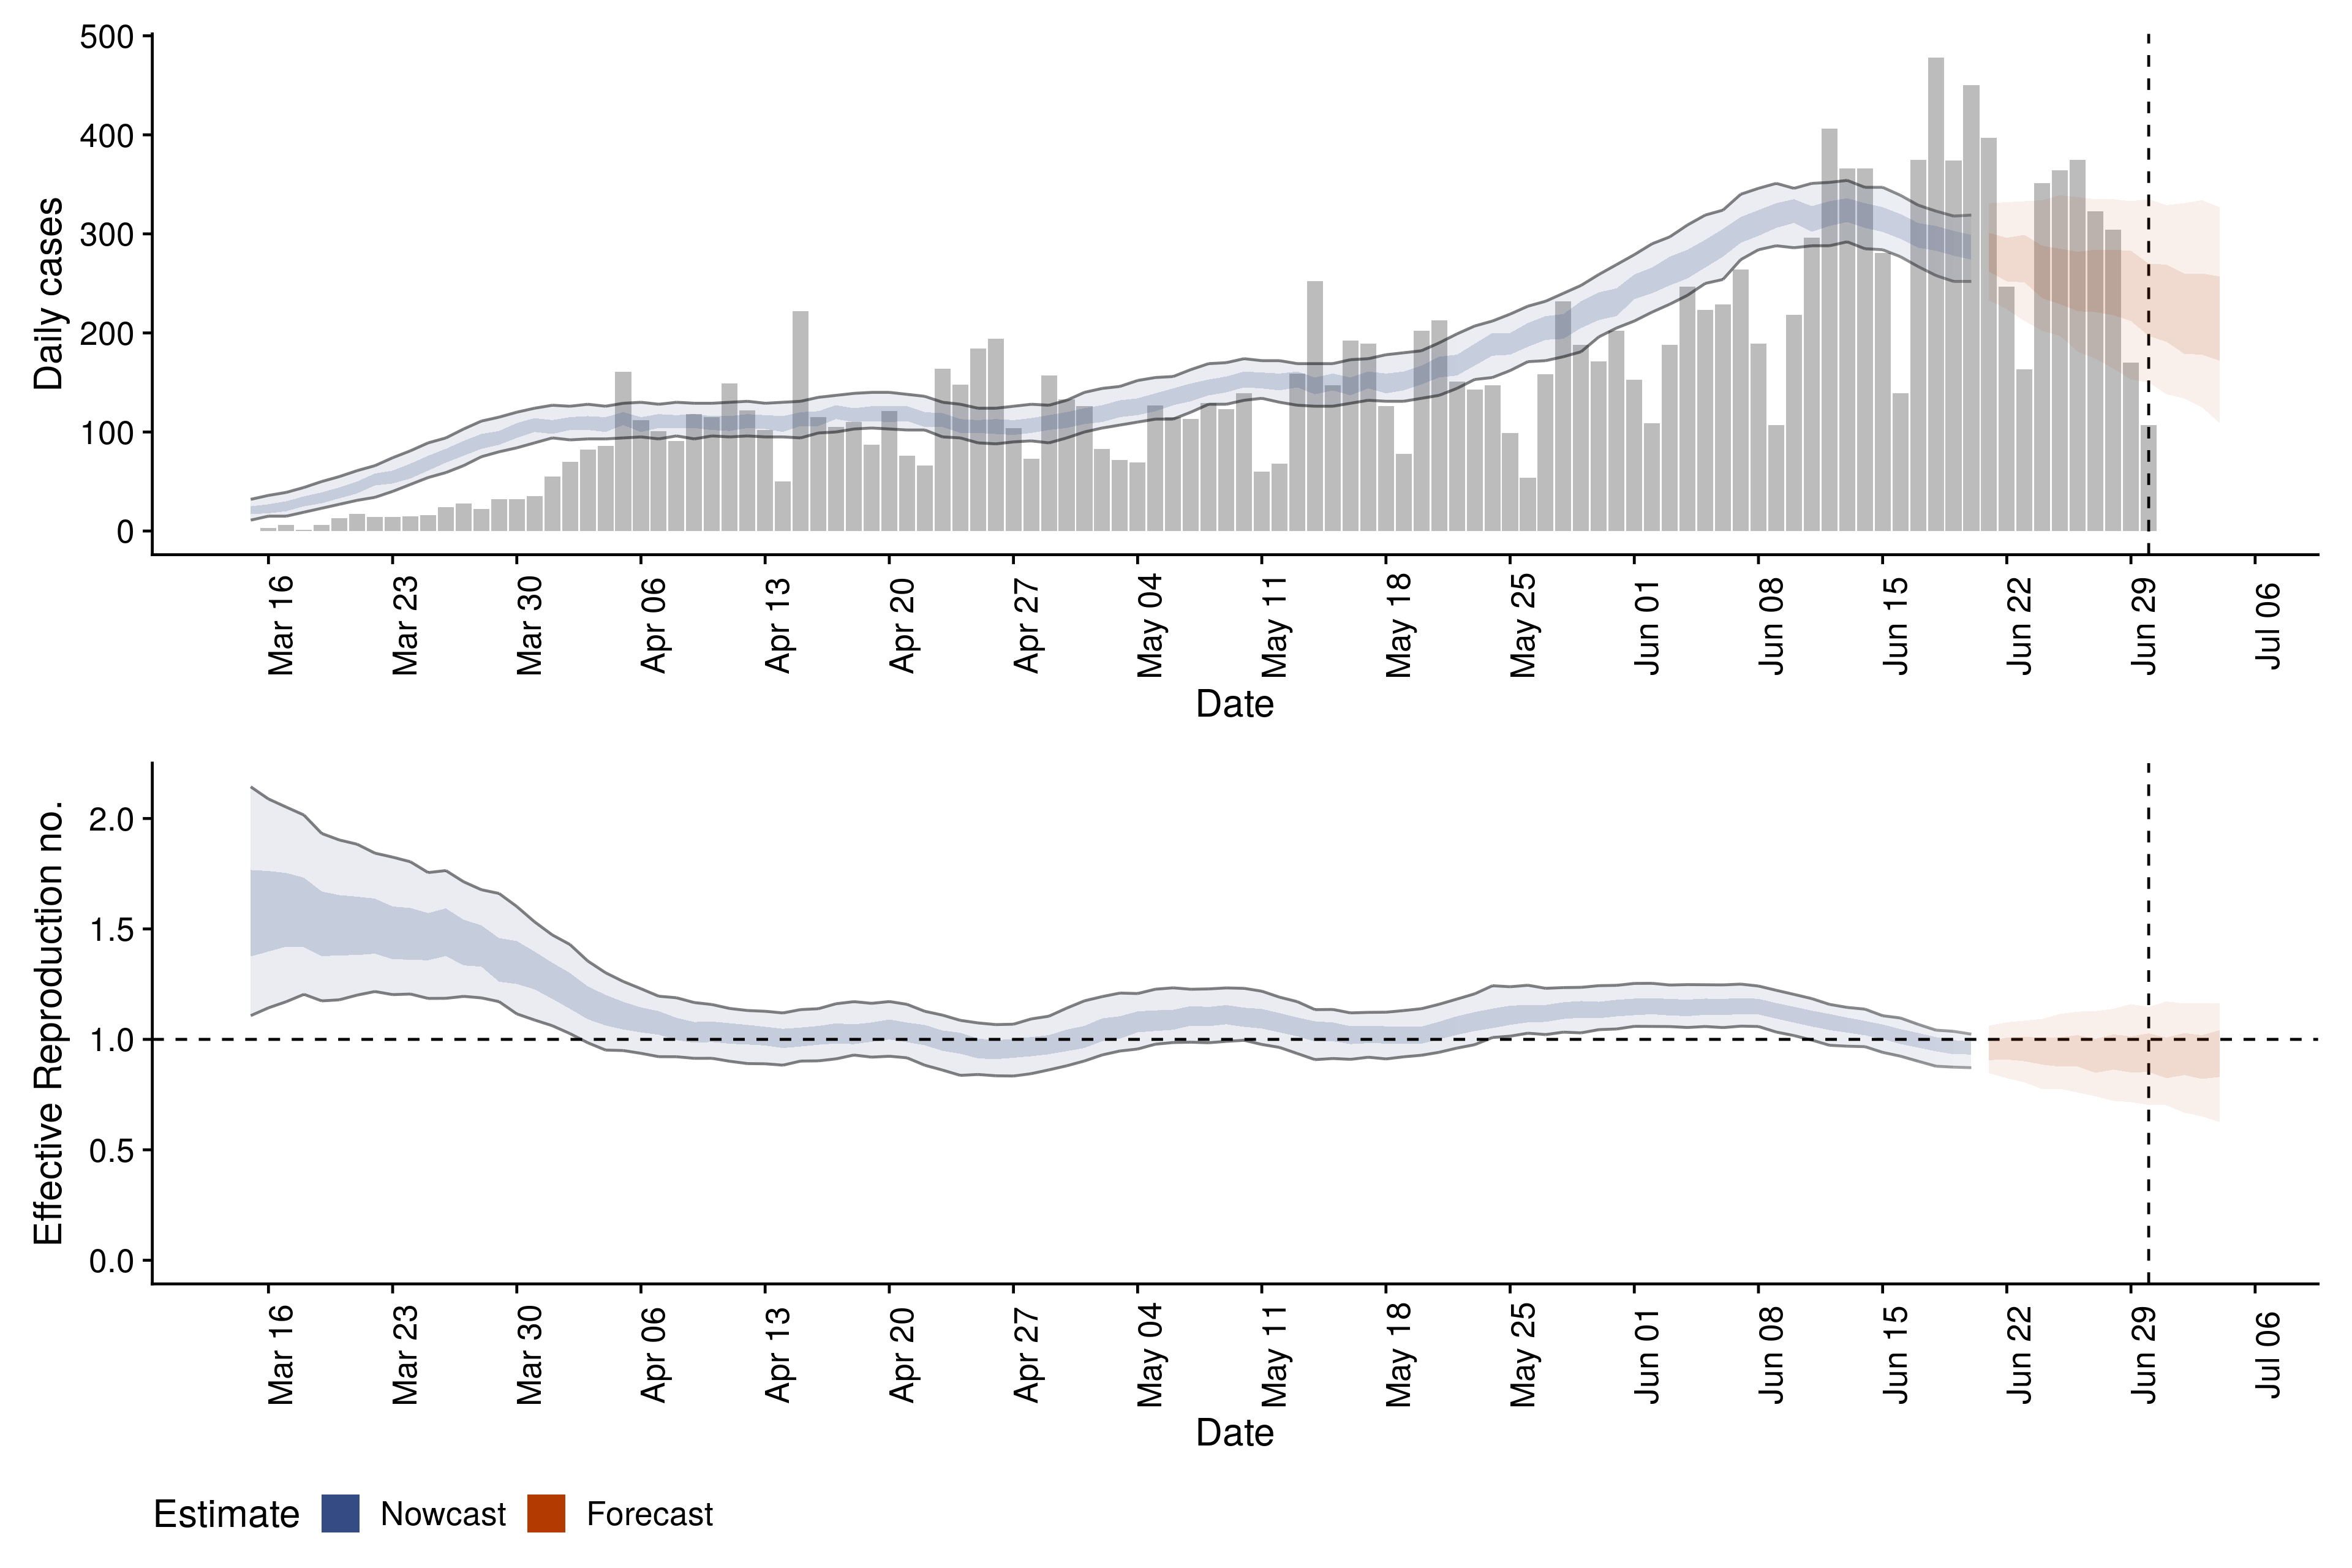 Daily cases
500
400
300
200
100
0
Mar 16
Mar 23
Mar 30
Apr 06
Apr 13
Apr 20
Apr 27
May 04
May 11
May 18
May 25
Jun 01
Jun 08
Jun 15
Jun 22
Jun 29
Jul 06
Date
Effective Reproduction no.
2.0
1.5
1.0
0.5
0.0
Mar 16
Mar 23
Mar 30
Apr 06
Apr 13
Apr 20
Apr 27
May 04
May 11
May 18
May 25
Jun 01
Jun 08
Jun 15
Jun 22
Jun 29
Jul 06
Date
Estimate Nowcast Forecast